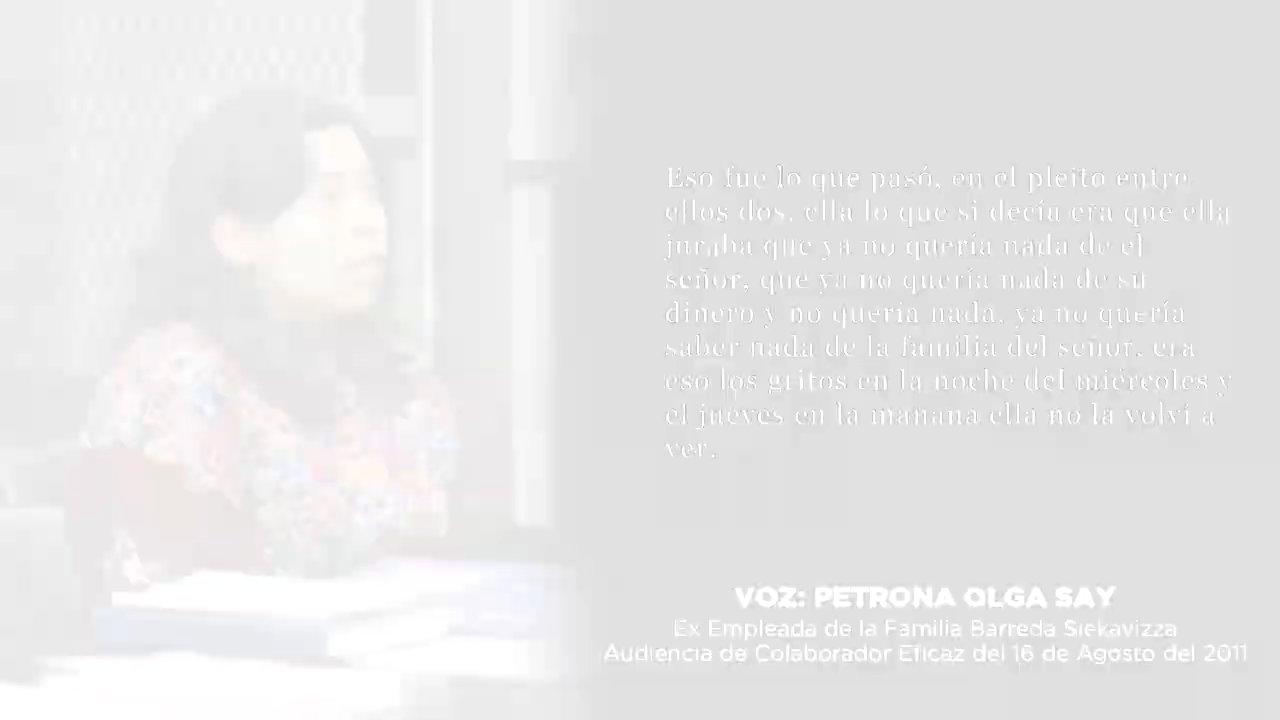 Eso fue lo que pasó, en el pleito entre
ellos dos, ella lo que si decía era que ella
juraba que ya no quería nada de el
señor, que ya no quería nada de su
dinero y no quería nada, ya no quería
saber nada de la familia del señor, era
eso los gritos en la noche del miércoles y
el jueves en la mañana ella no la volví a
ver.
VOZ: PETRONA OLGA SAY
Ex Empleada de la Familia Barreda Siekavizza
Audiencia de Colaborador Eficaz del 16 de Agosto del 2011